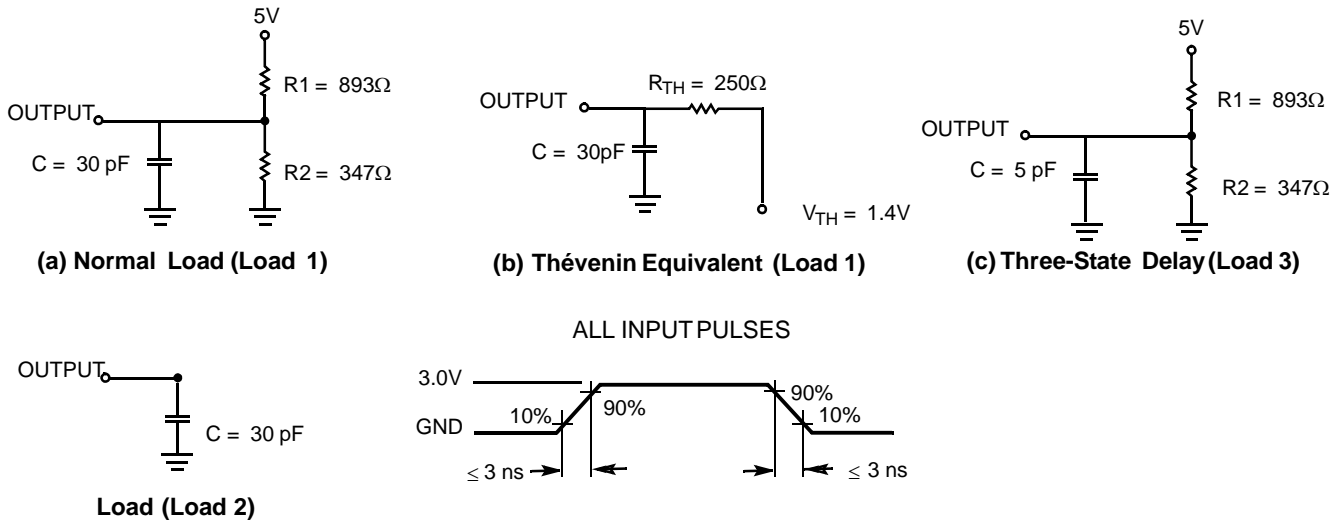 5V
R1 = 893Ω
OUTPUT
C = 30 pF
R2 = 347Ω
(a) Normal Load (Load 1)
RTH = 250Ω
OUTPUT
C = 30pF
VTH = 1.4V
(b) Thévenin Equivalent (Load 1)
5V
R1 = 893Ω
OUTPUT
C = 5 pF
R2 = 347Ω
(c) Three-State Delay (Load 3)
OUTPUT
C = 30 pF
Load (Load 2)
ALL INPUT PULSES
3.0V
GND
10%
90%
90%
10%
≤ 3 ns
≤ 3 ns